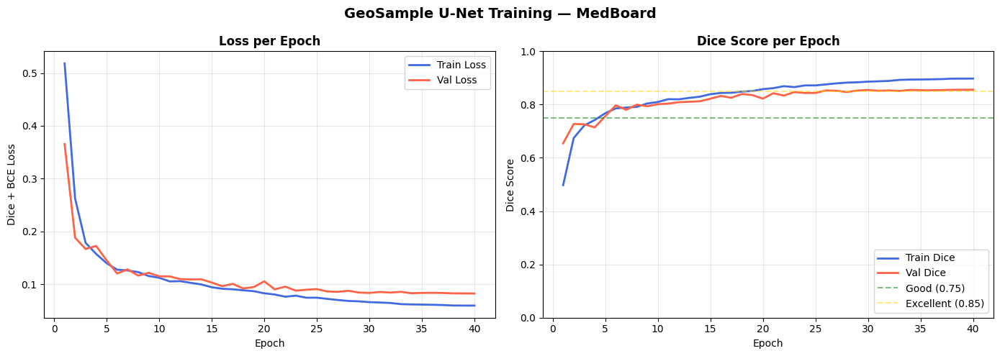 GeoSample U-Net Training — MedBoard
Loss per Epoch
Dice + BCE Loss
0.5
0.4
0.3
0.2
0.1
Train Loss
Val Loss
0 5 10 15 20 25 30 35 40
Epoch
Dice Score per Epoch
Dice Score
1.0
0.8
0.6
0.4
0.2
0.0
Train Dice
Val Dice
Good (0.75)
Excellent (0.85)
0 5 10 15 20 25 30 35 40
Epoch